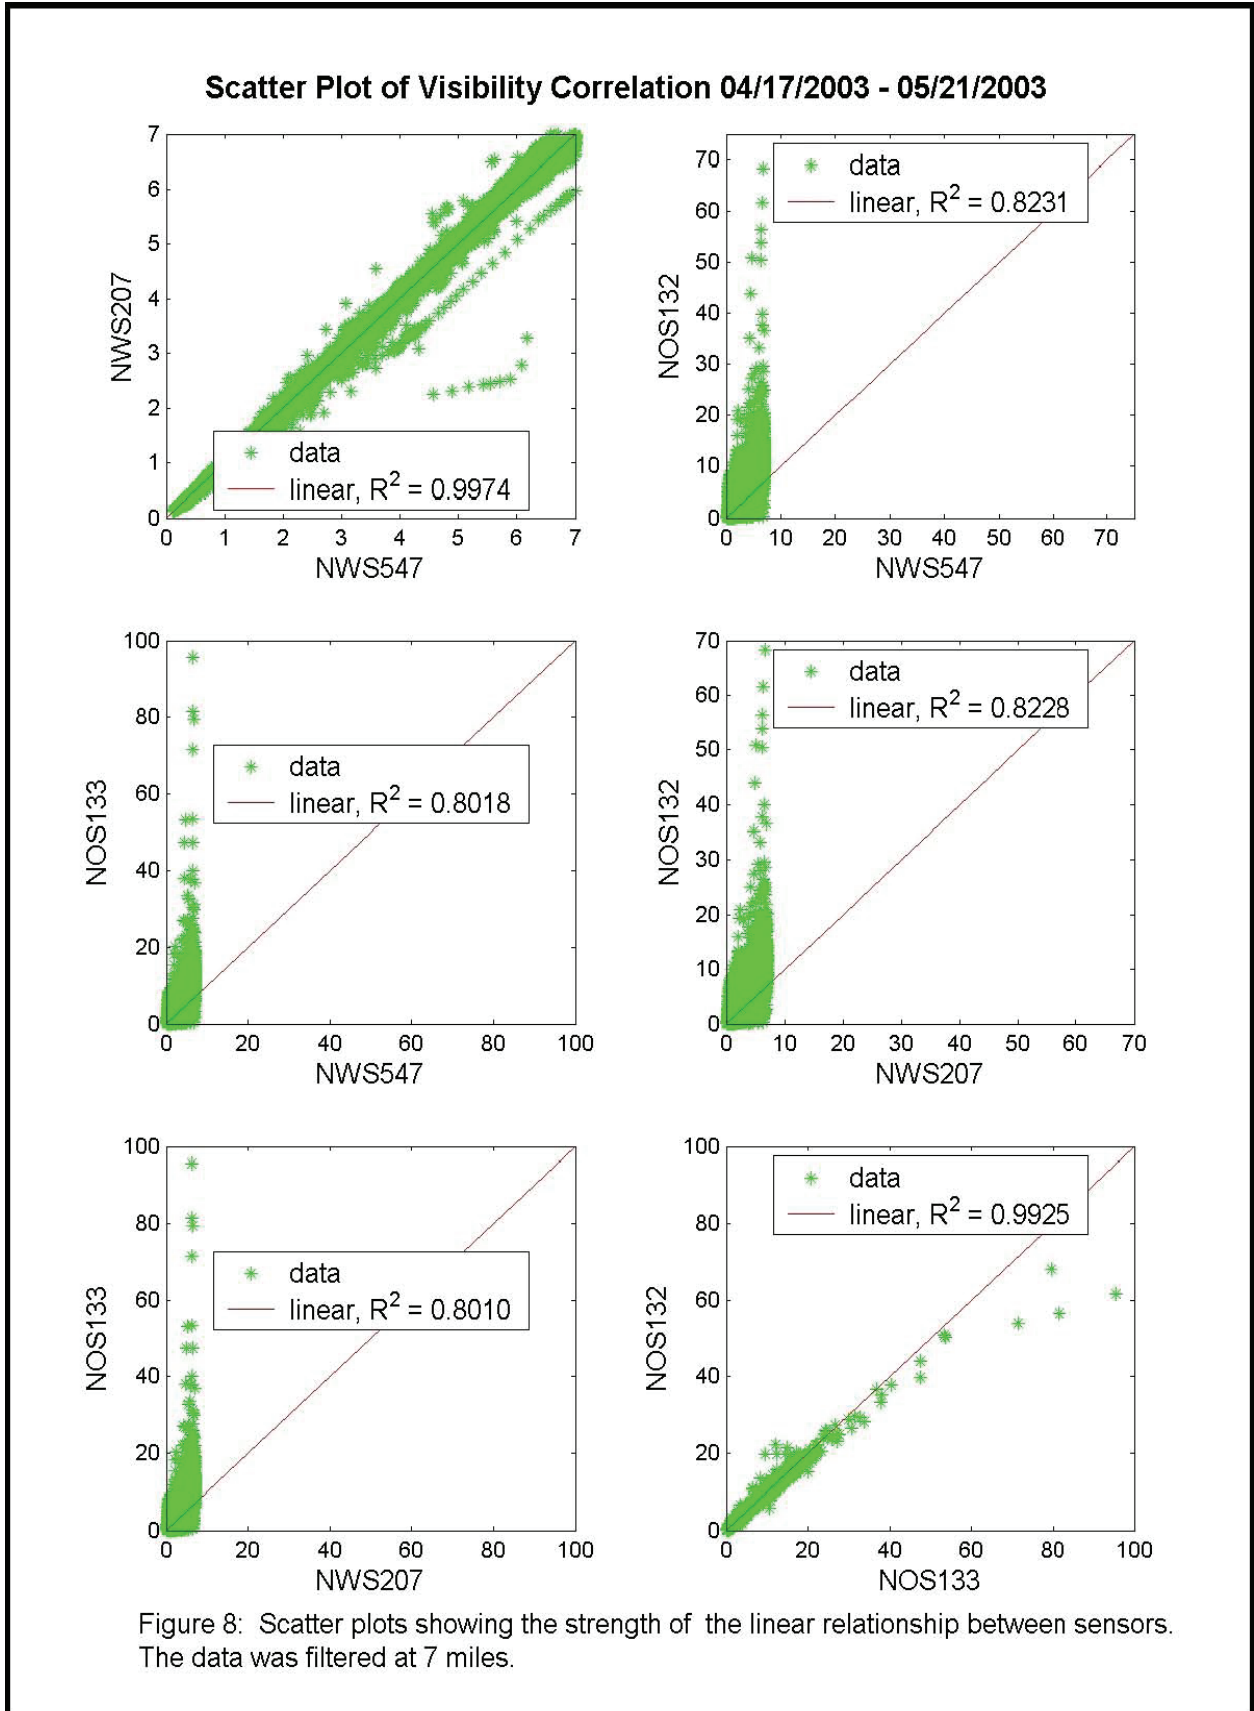 Scatter Plot of Visibility Correlation 04/17/2003 - 05/21/2003
7
6
5
4
3
2
1
0
NWS207
data
linear, R² = 0.9974
0 1 2 3 4 5 6 7
NWS547
70
60
50
40
30
20
10
0
NOS132
data
linear, R² = 0.8231
0 10 20 30 40 50 60 70
NWS547
100
80
60
40
20
0
NOS133
data
linear, R² = 0.8018
0 20 40 60 80 100
NWS547
70
60
50
40
30
20
10
0
NOS132
data
linear, R² = 0.8228
0 10 20 30 40 50 60 70
NWS207
100
80
60
40
20
0
NOS133
data
linear, R² = 0.8010
0 20 40 60 80 100
NWS207
100
80
60
40
20
0
NOS132
data
linear, R² = 0.9925
0 20 40 60 80 100
NOS133
Figure 8: Scatter plots showing the strength of the linear relationship between sensors.
The data was filtered at 7 miles.